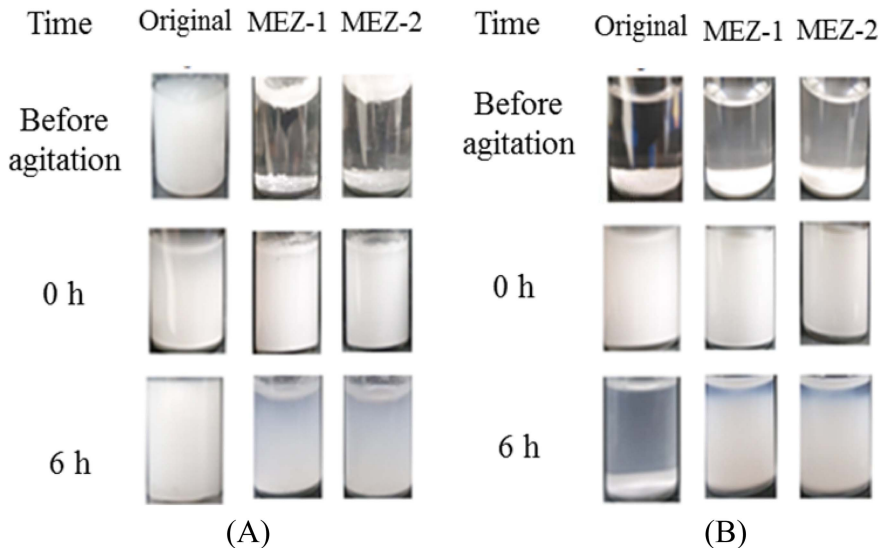 Time Original MEZ-1 MEZ-2 Time Original MEZ-1 MEZ-2
Before
agitation
Before
agitation
0 h 0 h
6 h 6 h
(A) (B)